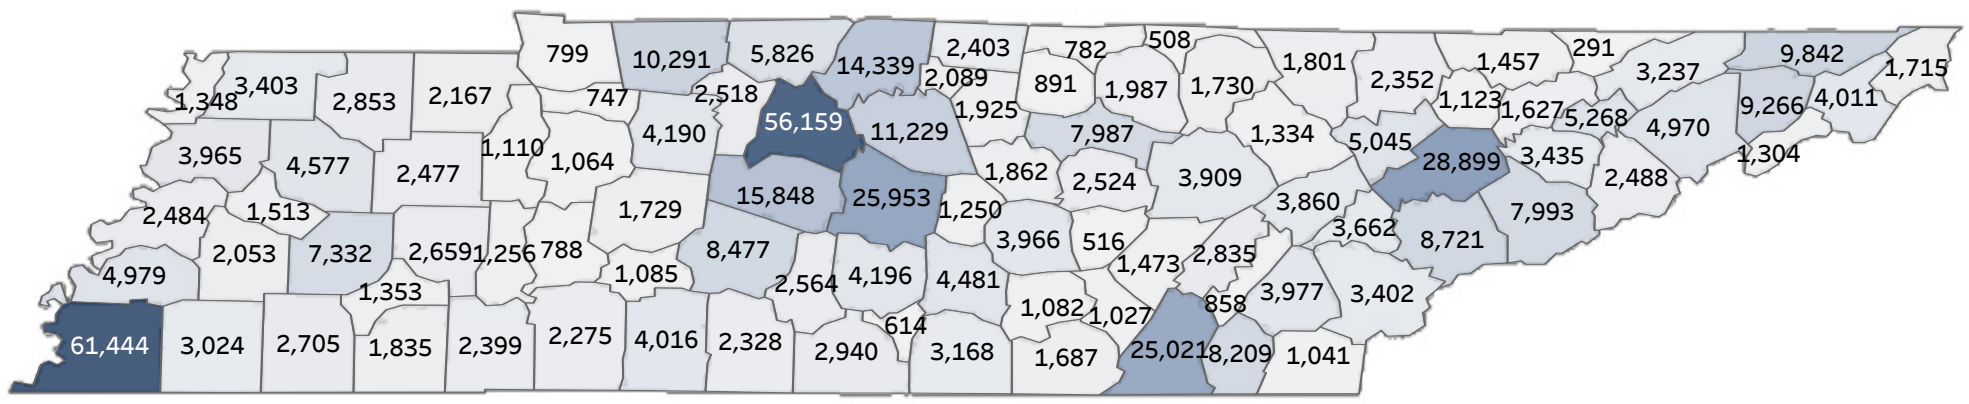 799 10,291 5,826 14,339 2,403 782 508 1,801 1,457 291 9,842 1,715
1,348 3,403 2,853 2,167 747 2,518 2,089 891 1,987 1,730 2,352 1,123 3,237 9,266 4,011
56,159 11,229 1,925 7,987 1,334 1,627 5,268 4,970
3,965 4,577 2,477 1,110 1,064 4,190 5,045 28,899 3,435 1,304
2,484 1,513 1,729 15,848 25,953 1,250 1,862 2,524 3,909 3,860 2,488
2,053 7,332 2,659 1,256 788 8,477 3,966 516 3,662 8,721 7,993
4,979 1,353 1,085 2,564 4,196 4,481 1,473 2,835
61,444 3,024 2,705 1,835 2,399 2,275 4,016 2,328 2,940 614 3,168 1,082 1,027 858 3,977 3,402
1,687 25,021 8,209 1,041